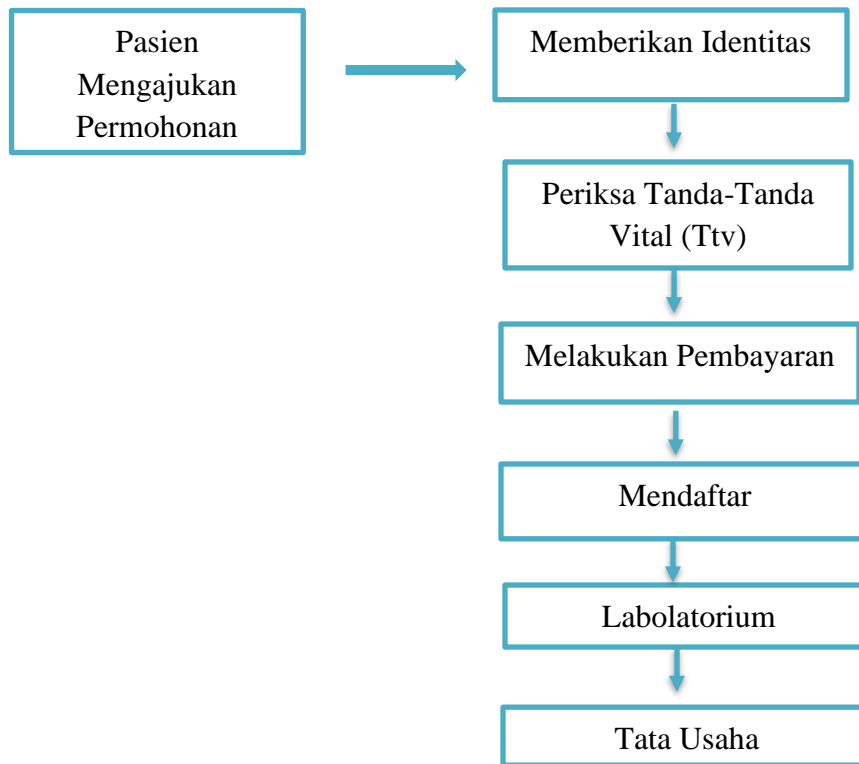 Pasien
Mengajukan
Permohonan
Memberikan Identitas
Periksa Tanda-Tanda
Vital (Ttv)
Melakukan Pembayaran
Mendaftar
Labolatorium
Tata Usaha